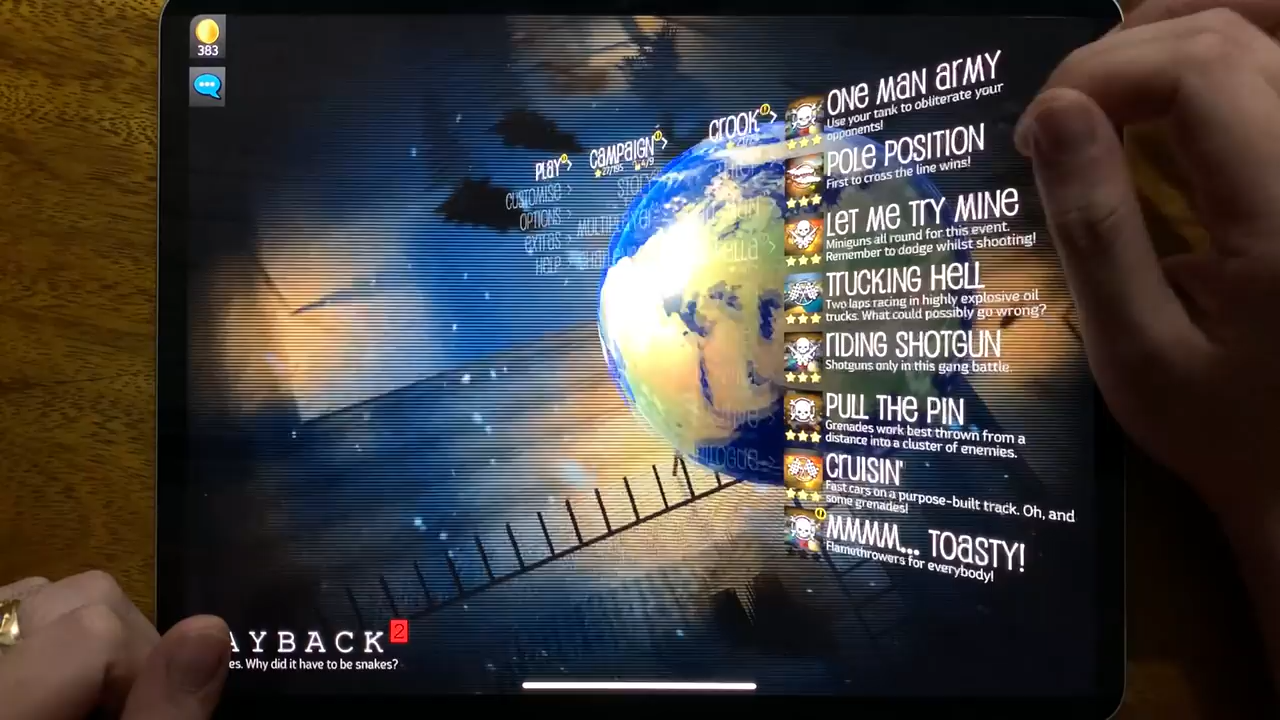 383
PLAY
CUSTOMISE
OPTIONS
EXTRAS
HELP
CAMPAIGN
27/195 4/9
CROOK
ONE MAN ARMY
Use your tank to obliterate your
opponents!
POLE POSITION
First to cross the line wins!
LET ME TRY MINE
Miniguns all round for this event.
Remember to dodge whilst shooting!
TRUCKING HELL
Two laps racing in highly explosive oil
trucks. What could possibly go wrong?
RIDING SHOTGUN
Shotguns only in this gang battle.
PULL THE PIN
Grenades work best thrown from a
distance into a cluster of enemies.
CRUISIN'
Fast cars on a purpose-built track. Oh, and
some grenades!
MMMM... TOASTY!
Flamethrowers for everybody!
AYBACK 2
es. Why did it have to be snakes?